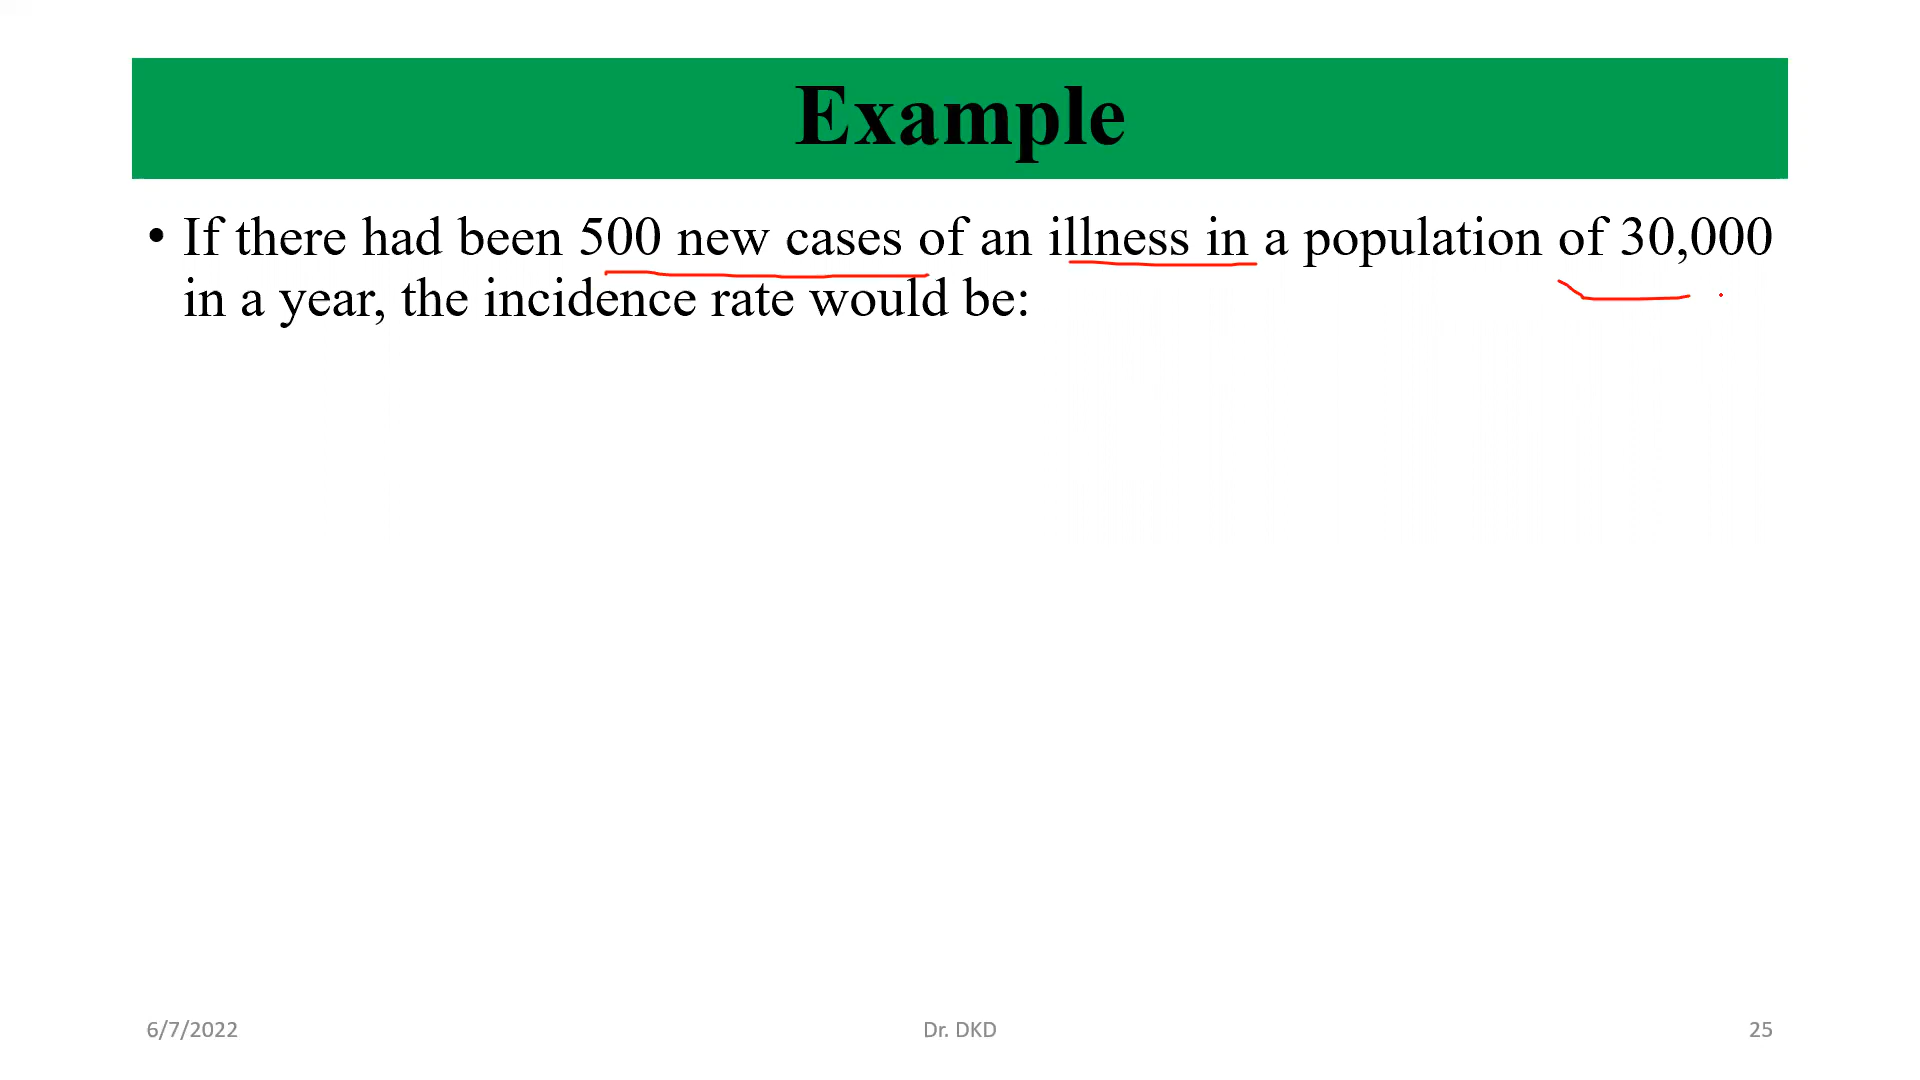 Example
• If there had been 500 new cases of an illness in a population of 30,000
in a year, the incidence rate would be:
6/7/2022
Dr. DKD
25